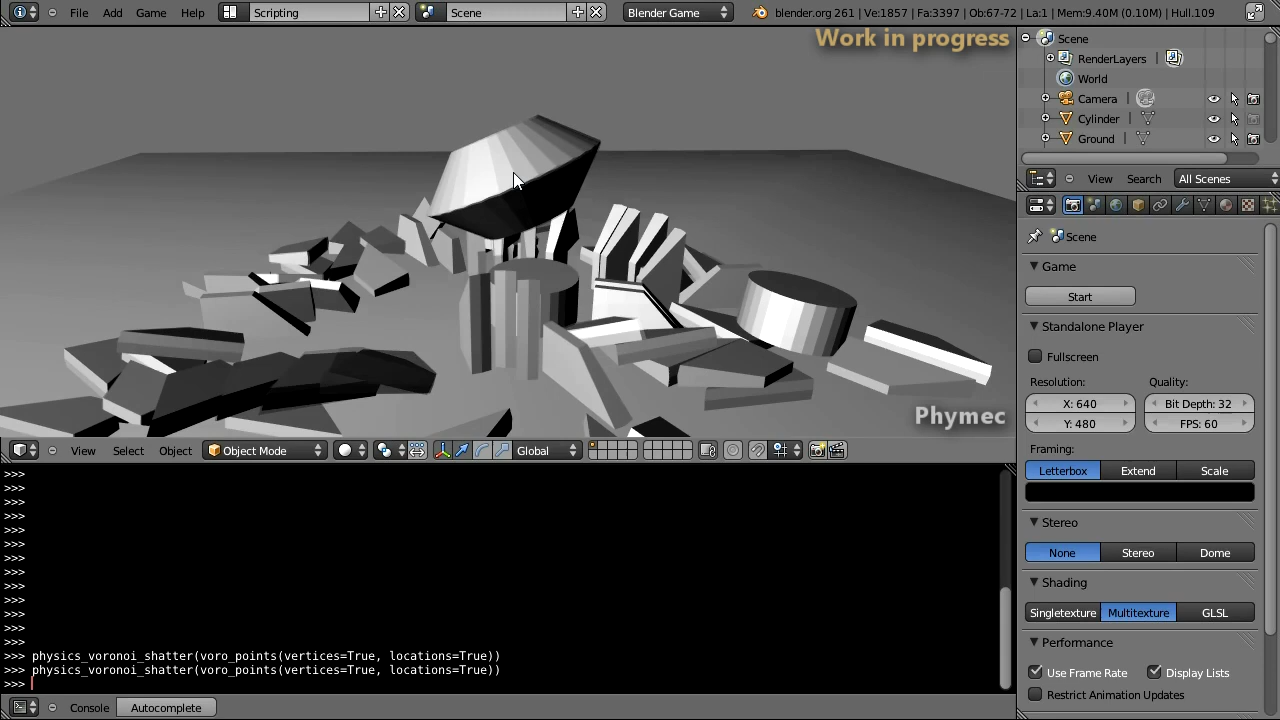 File Add Game Help Scripting Scene Blender Game blender.org 261 | Ve:1857 | Fa:3397 | Ob:67-72 | La:1 | Mem:9.40M (0.10M) | Hull.109
Work in progress
Phymec
Scene
RenderLayers
World
Camera
Cylinder
Ground
View Search All Scenes
Scene
Game
Start
Standalone Player
Fullscreen
Resolution: Quality:
X: 640 Bit Depth: 32
Y: 480 FPS: 60
Framing:
Letterbox Extend Scale
Stereo
None Stereo Dome
Shading
Singletexture Multitexture GLSL
Performance
Use Frame Rate Display Lists
Restrict Animation Updates
View Select Object Object Mode Global
>>>
>>>
>>>
>>>
>>>
>>>
>>>
>>>
>>>
>>>
>>>
>>>
>>>
>>> physics_voronoi_shatter(voro_points(vertices=True, locations=True))
>>> physics_voronoi_shatter(voro_points(vertices=True, locations=True))
>>>
Console Autocomplete